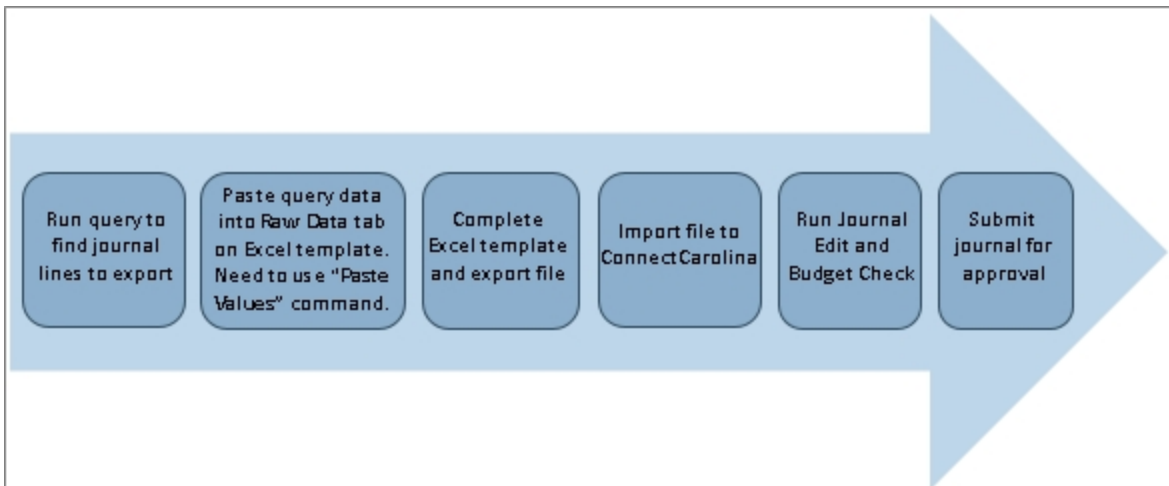 Run query to
find journal
lines to export
Paste query data
into Raw Data tab
on Excel template.
Need to use "Paste
Values" command.
Complete
Excel template
and export file
Import file to
ConnectCarolina
Run Journal
Edit and
Budget Check
Submit
journal for
approval